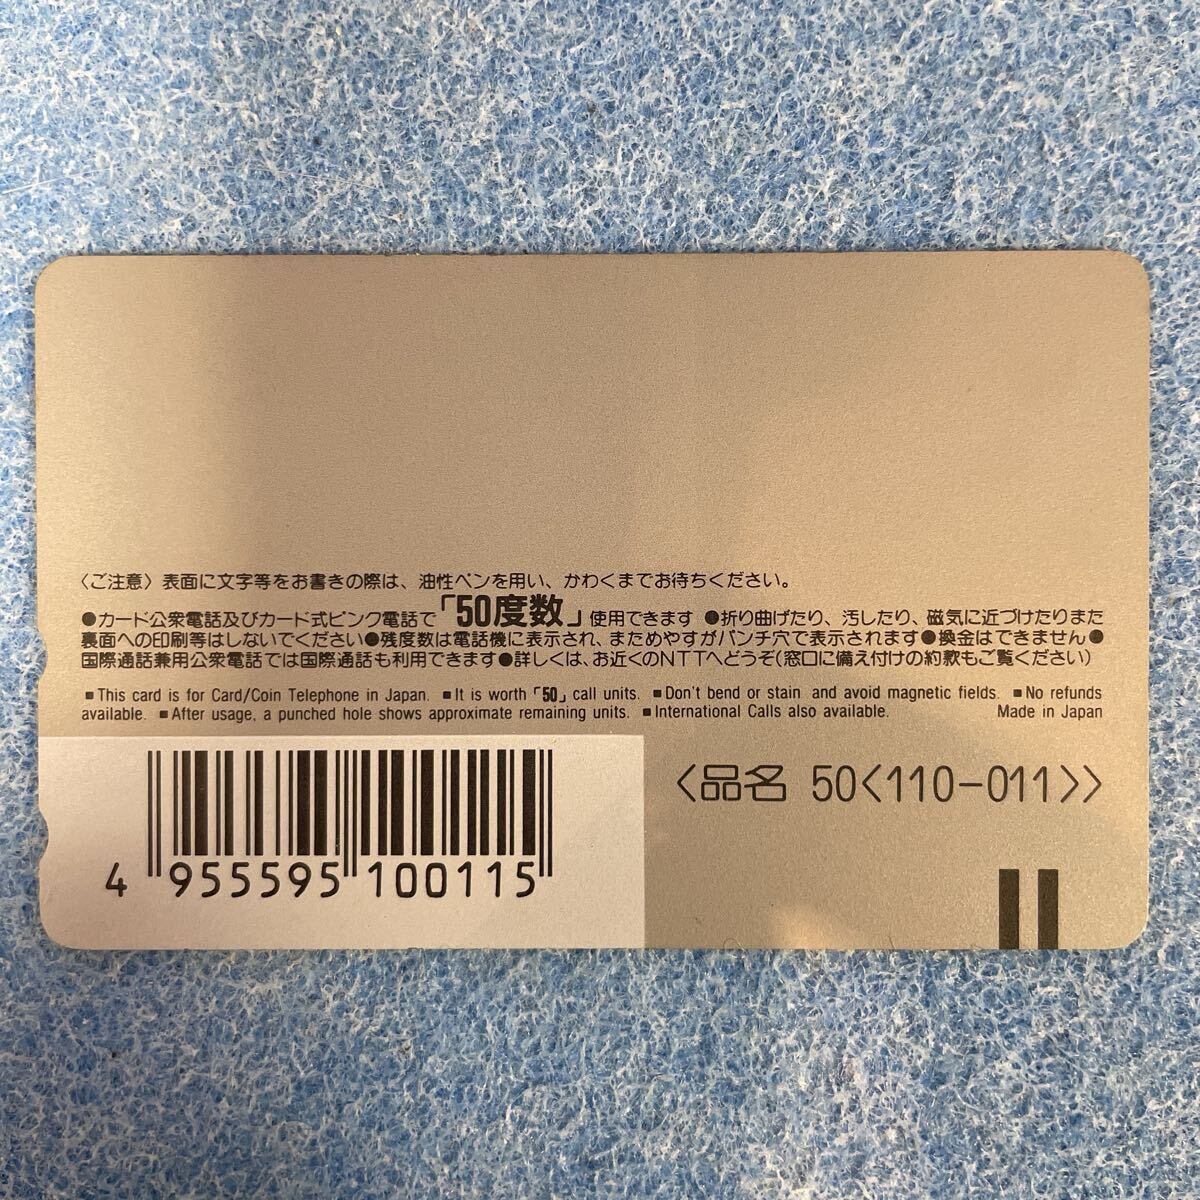 〈ご注意〉表面に文字等をお書きの際は、油性ペンを用い、かわくまでお待ちください。
●カード公衆電話及びカード式ピンク電話で「50度数」使用できます ●折り曲げたり、汚したり、磁気に近づけたりまた
裏面への印刷等はしないでください●残度数は電話機に表示され、まためやすがパンチ穴で表示されます●換金はできません●
国際通話兼用公衆電話では国際通話も利用できます●詳しくは、お近くのNTTへどうぞ(窓口に備え付けの約款もご覧ください)
■This card is for Card/Coin Telephone in Japan. ■It is worth「50」call units. ■Don't bend or stain and avoid magnetic fields. ■No refunds
available. ■After usage, a punched hole shows approximate remaining units. ■International Calls also available. Made in Japan
〈品名 50〈110-011〉〉
4 955595 100115